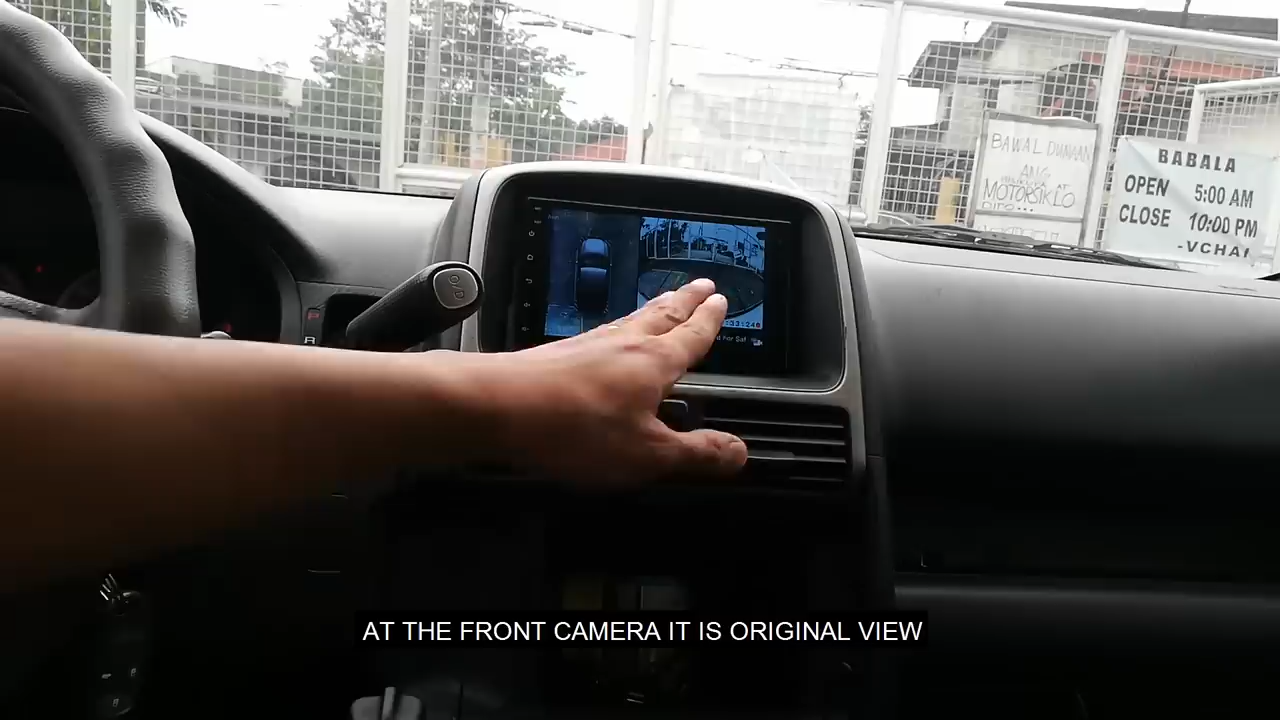 BAWAL DUMAAN
ANG
MOTORSIKLO
DITO...
BABALA
OPEN 5:00 AM
CLOSE 10:00 PM
-VCHAI
O/D
P
R
AT THE FRONT CAMERA IT IS ORIGINAL VIEW